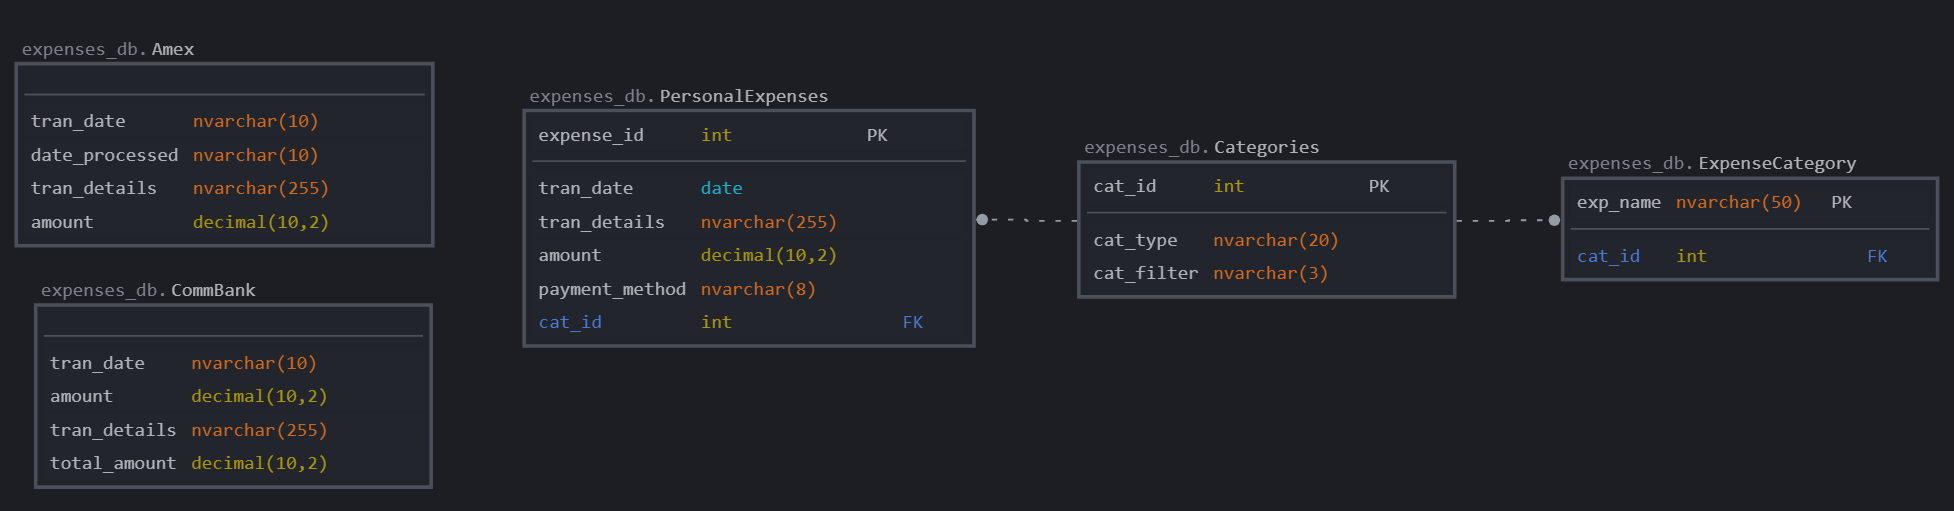 expenses_db.Amex
tran_date nvarchar(10)
date_processed nvarchar(10)
tran_details nvarchar(255)
amount decimal(10,2)
expenses_db.CommBank
tran_date nvarchar(10)
amount decimal(10,2)
tran_details nvarchar(255)
total_amount decimal(10,2)
expenses_db.PersonalExpenses
expense_id int PK
tran_date date
tran_details nvarchar(255)
amount decimal(10,2)
payment_method nvarchar(8)
cat_id int FK
expenses_db.Categories
cat_id int PK
cat_type nvarchar(20)
cat_filter nvarchar(3)
expenses_db.ExpenseCategory
exp_name nvarchar(50) PK
cat_id int FK